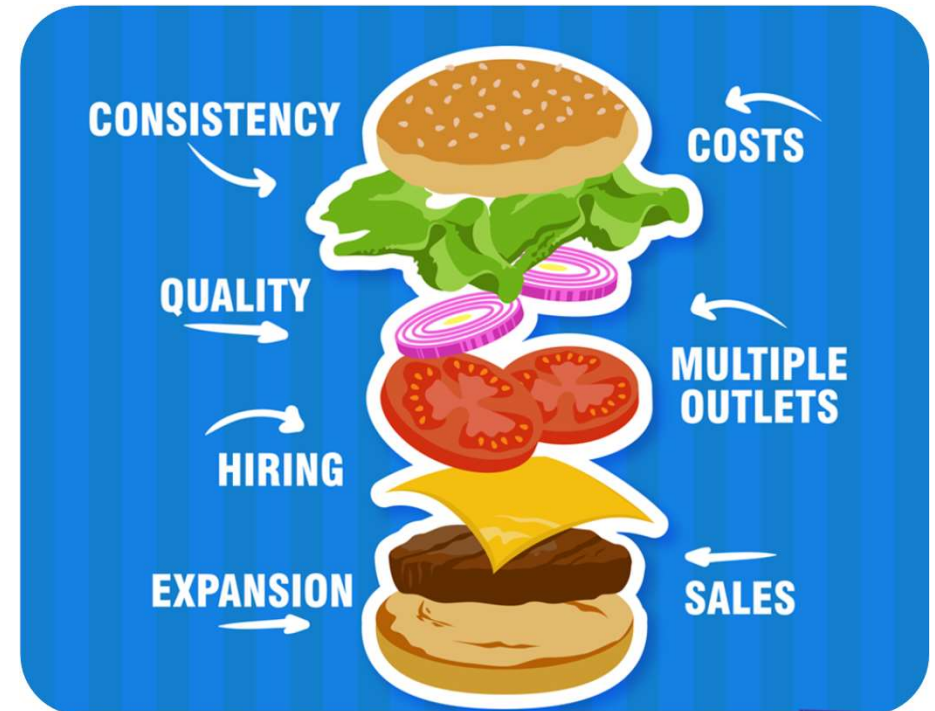 CONSISTENCY
COSTS
QUALITY
MULTIPLE
OUTLETS
HIRING
EXPANSION
SALES